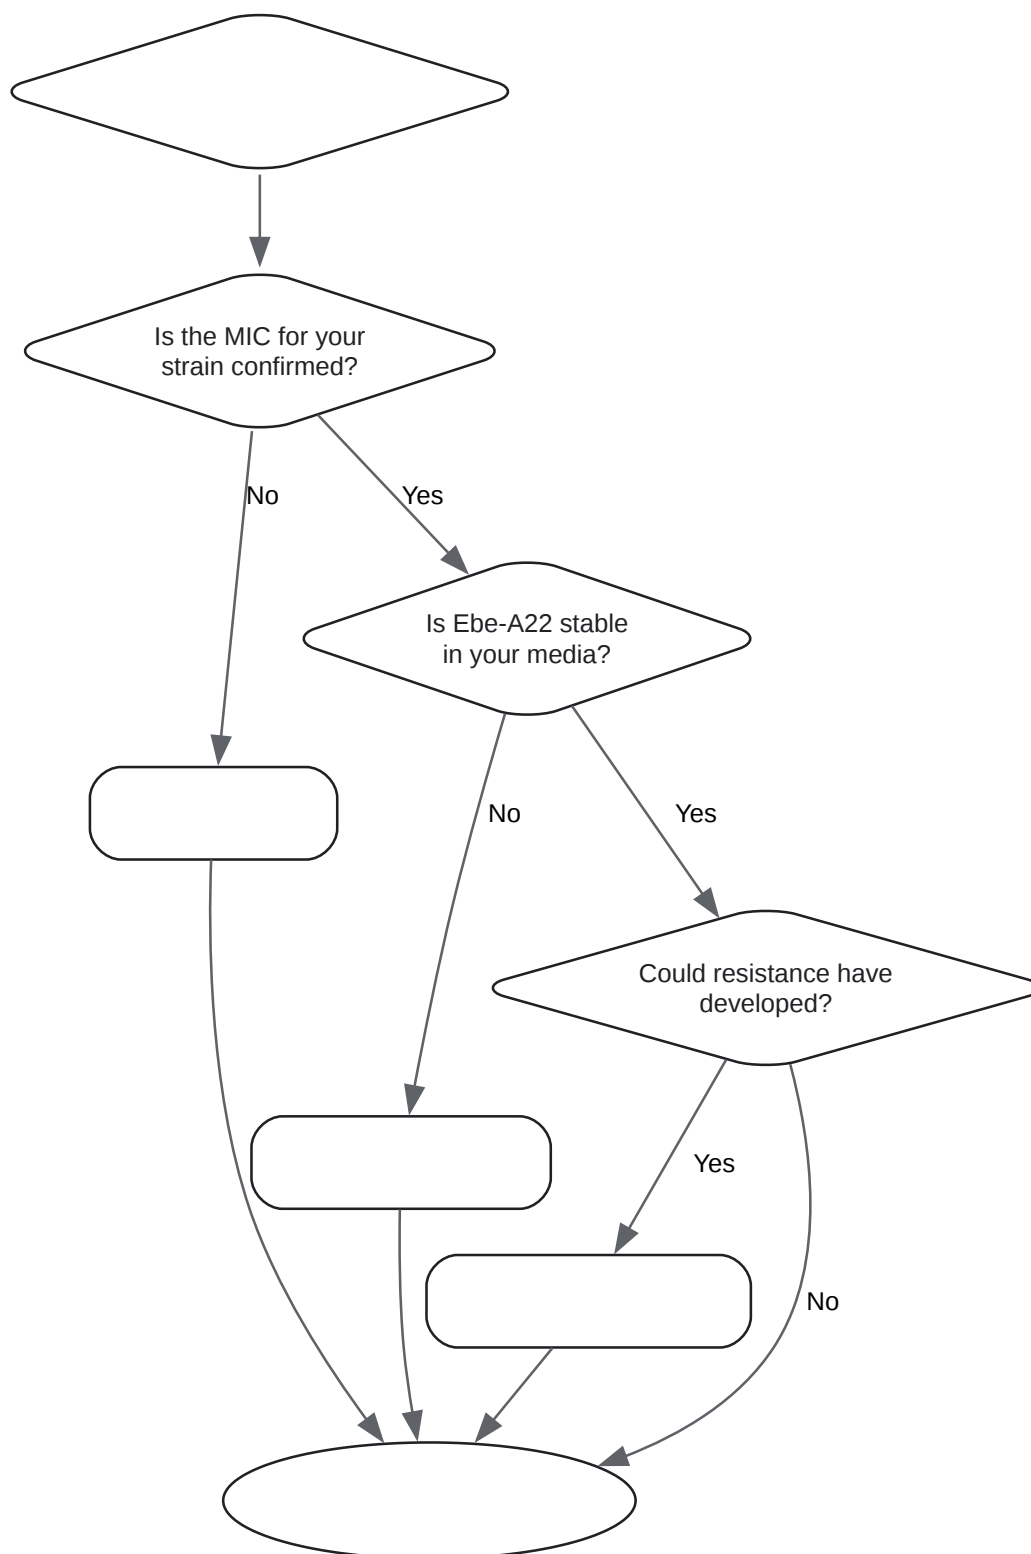 Is the MIC for your
strain confirmed?
No
Yes
Is Ebe-A22 stable
in your media?
No
Yes
Could resistance have
developed?
Yes
No